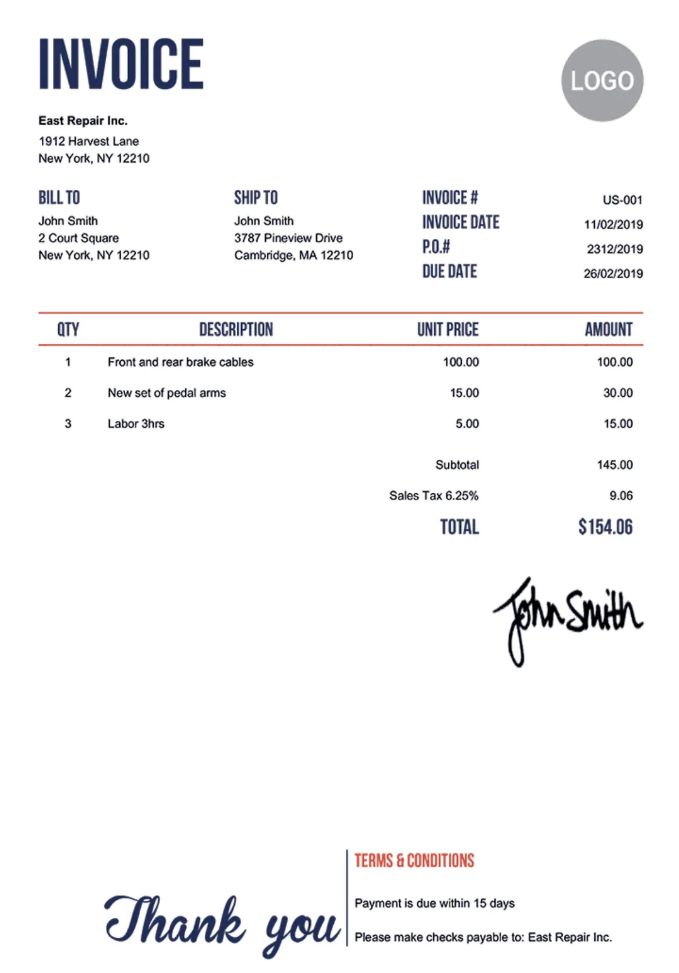 INVOICE
LOGO
East Repair Inc.
1912 Harvest Lane
New York, NY 12210
BILL TO
John Smith
2 Court Square
New York, NY 12210
SHIP TO
John Smith
3787 Pineview Drive
Cambridge, MA 12210
INVOICE # US-001
INVOICE DATE 11/02/2019
P.O.# 2312/2019
DUE DATE 26/02/2019
QTY DESCRIPTION UNIT PRICE AMOUNT
1 Front and rear brake cables 100.00 100.00
2 New set of pedal arms 15.00 30.00
3 Labor 3hrs 5.00 15.00
Subtotal 145.00
Sales Tax 6.25% 9.06
TOTAL $154.06
John Smith
Thank you
TERMS & CONDITIONS
Payment is due within 15 days
Please make checks payable to: East Repair Inc.